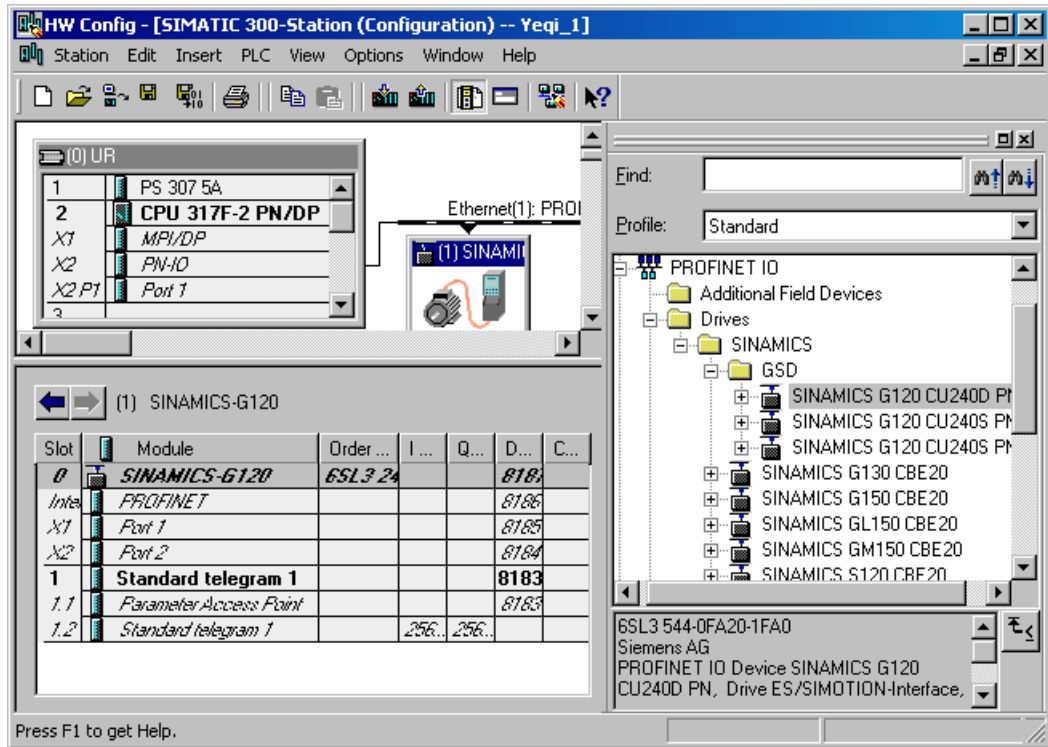 HW Config - [SIMATIC 300-Station (Configuration) -- Yeqi_1]
Station Edit Insert PLC View Options Window Help
(0) UR
1 PS 307 5A
2 CPU 317F-2 PN/DP
X1 MPI/DP
X2 PN-IO
X2 P1 Port 1
3
Ethernet(1): PROI
(1) SINAMI
Find:
Profile: Standard
PROFINET IO
Additional Field Devices
Drives
SINAMICS
GSD
SINAMICS G120 CU240D PN
SINAMICS G120 CU240S PN
SINAMICS G120 CU240S PN
SINAMICS G130 CBE20
SINAMICS G150 CBE20
SINAMICS GL150 CBE20
SINAMICS GM150 CBE20
SINAMICS S120 CBE20
6SL3 544-0FA20-1FA0
Siemens AG
PROFINET IO Device SINAMICS G120
CU240D PN, Drive ES/SIMOTION-Interface,
(1) SINAMICS-G120
Slot Module Order ... I ... Q... D... C...
0 SINAMICS-G120 6SL3 24 8187
Inte PROFINET 8186
X1 Port 1 8185
X2 Port 2 8184
1 Standard telegram 1 8183
1.1 Parameter Access Point 8183
1.2 Standard telegram 1 256... 256...
Press F1 to get Help.